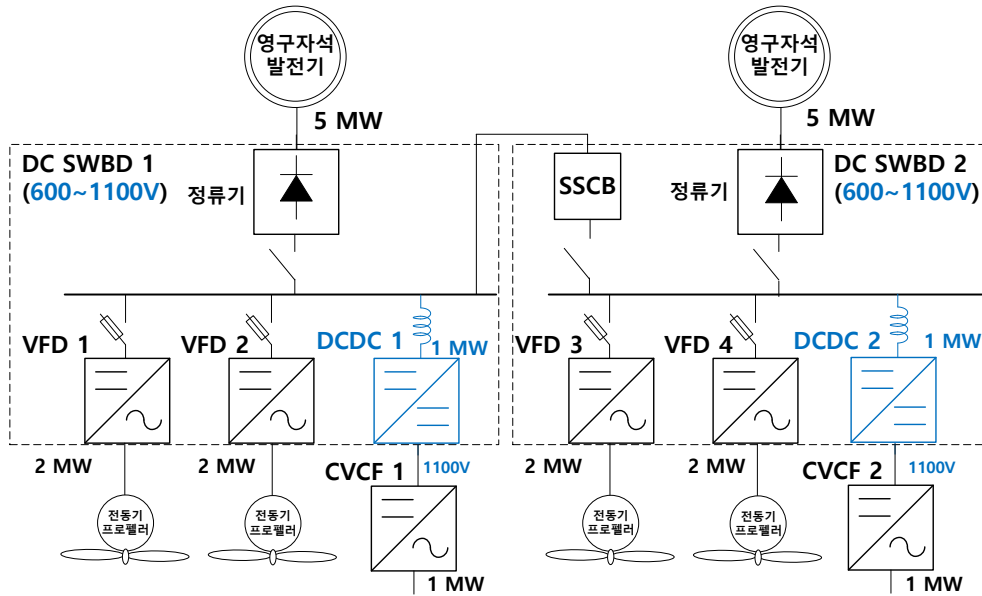 영구자석
발전기
5 MW
DC SWBD 1
(600~1100V)
정류기
VFD 1
VFD 2
DCDC 1
1 MW
2 MW
2 MW
CVCF 1
1100V
전동기
프로펠러
전동기
프로펠러
1 MW
영구자석
발전기
5 MW
SSCB
정류기
DC SWBD 2
(600~1100V)
VFD 3
VFD 4
DCDC 2
1 MW
2 MW
2 MW
CVCF 2
1100V
전동기
프로펠러
전동기
프로펠러
1 MW